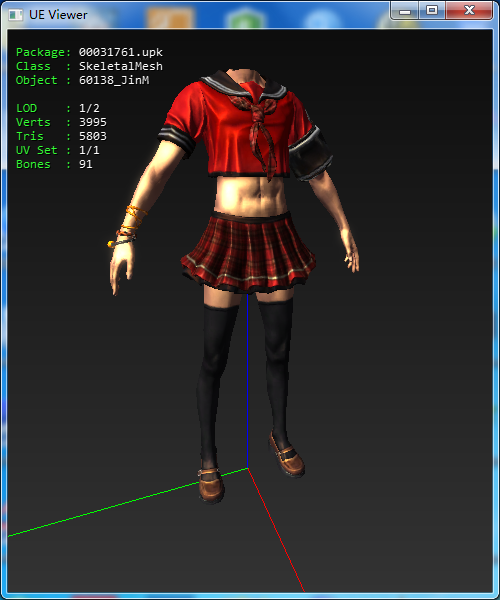 UE Viewer
Package: 00031761.upk
Class : SkeletalMesh
Object : 60138_JinM
LOD : 1/2
Verts : 3995
Tris : 5803
UV Set : 1/1
Bones : 91